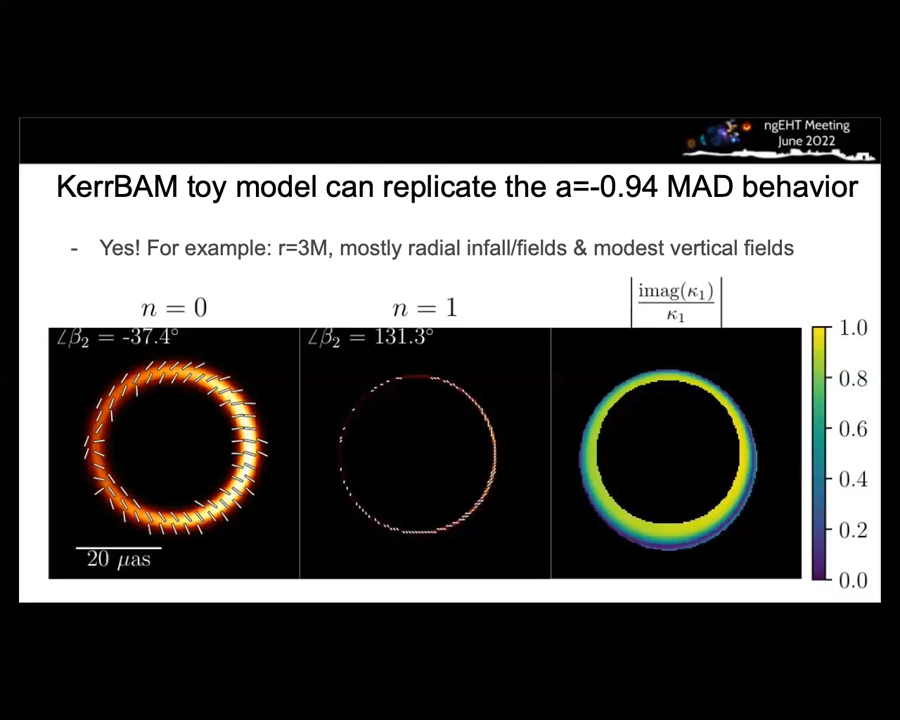 ngEHT Meeting
June 2022
KerrBAM toy model can replicate the a=-0.94 MAD behavior
- Yes! For example: r=3M, mostly radial infall/fields & modest vertical fields
n = 0
n = 1
|imag(κ₁)/κ₁|
∠β₂ = -37.4°
∠β₂ = 131.3°
20 μas
1.0
0.8
0.6
0.4
0.2
0.0